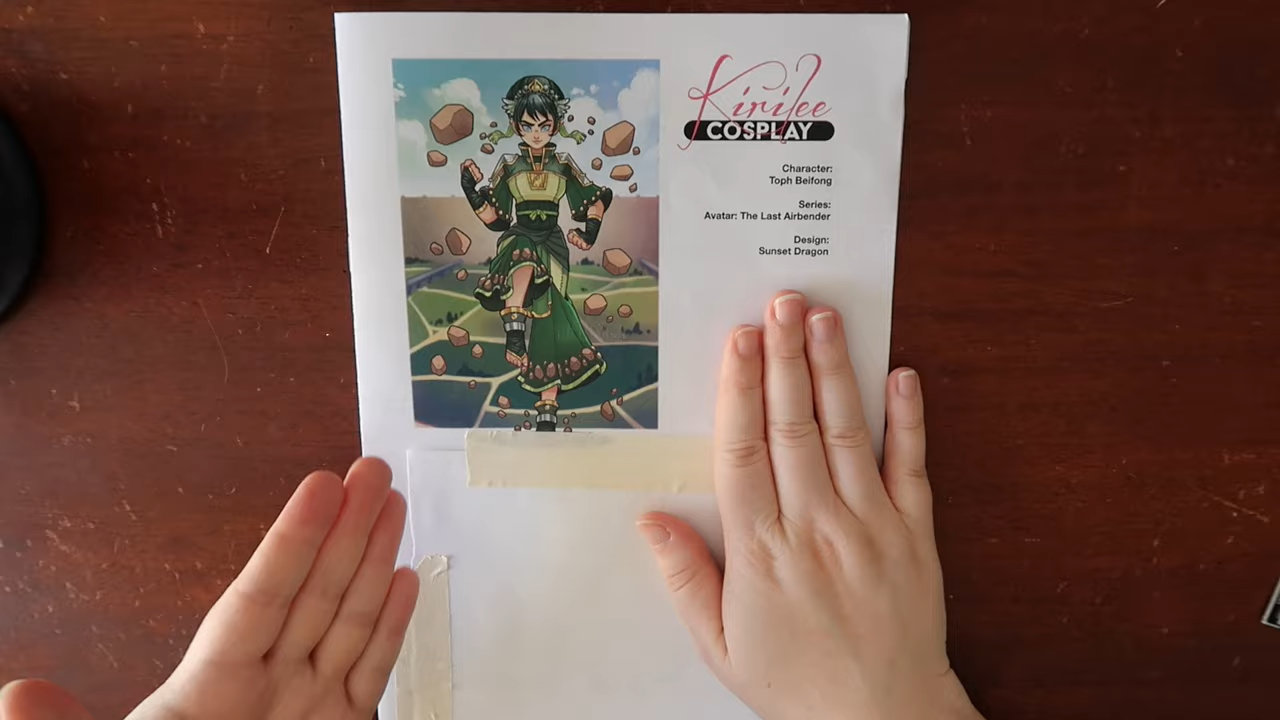 Kirilee
COSPLAY
Character:
Toph Beifong
Series:
Avatar: The Last Airbender
Design:
Sunset Dragon